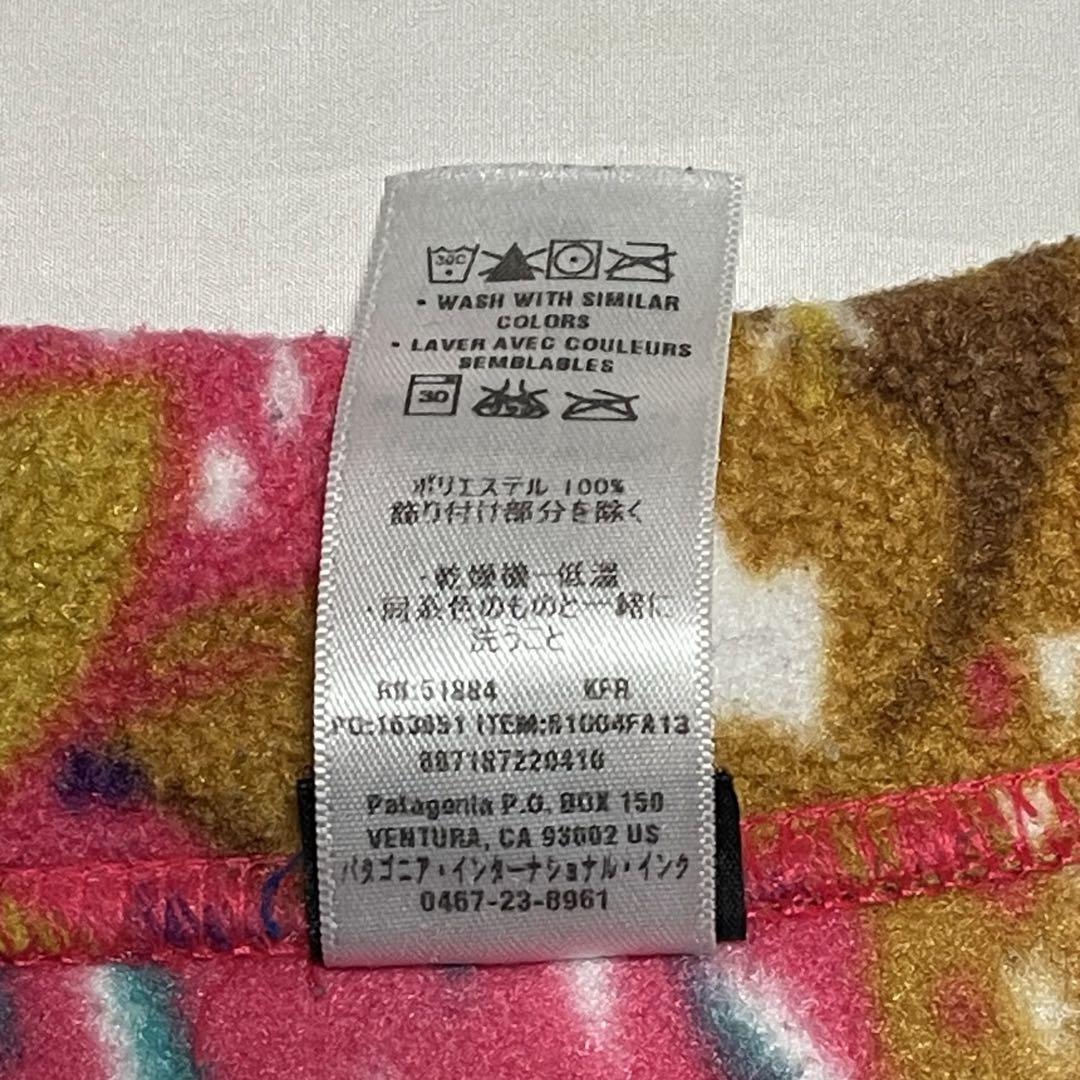 30C
• WASH WITH SIMILAR
COLORS
• LAVER AVEC COULEURS
SEMBLABLES
30
ポリエステル 100%
飾り付け部分を除く
・乾燥機ー低温
・同系色のものと一緒に
洗うこと
RN:51884 KFR
ITEM:61004FA13
887187220416
Patagonia P.O. BOX 150
VENTURA, CA 93002 US
パタゴニア・インターナショナル・インク
0467-23-8961